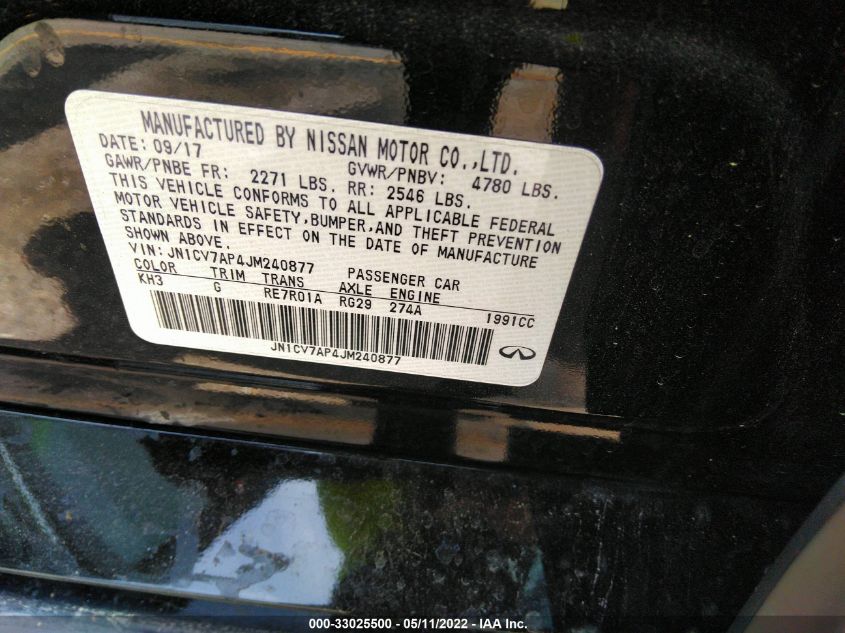 MANUFACTURED BY NISSAN MOTOR CO.,LTD.
DATE: 09/17 GVWR/PNBV: 4780 LBS.
GAWR/PNBE FR: 2271 LBS. RR: 2546 LBS.
THIS VEHICLE CONFORMS TO ALL APPLICABLE FEDERAL
MOTOR VEHICLE SAFETY,BUMPER,AND THEFT PREVENTION
STANDARDS IN EFFECT ON THE DATE OF MANUFACTURE
SHOWN ABOVE.
VIN: JN1CV7AP4JM240877 PASSENGER CAR
COLOR TRIM TRANS AXLE ENGINE
KH3 G RE7R01A RG29 274A 1991CC
JN1CV7AP4JM240877
000-33025500 - 05/11/2022 - IAA Inc.